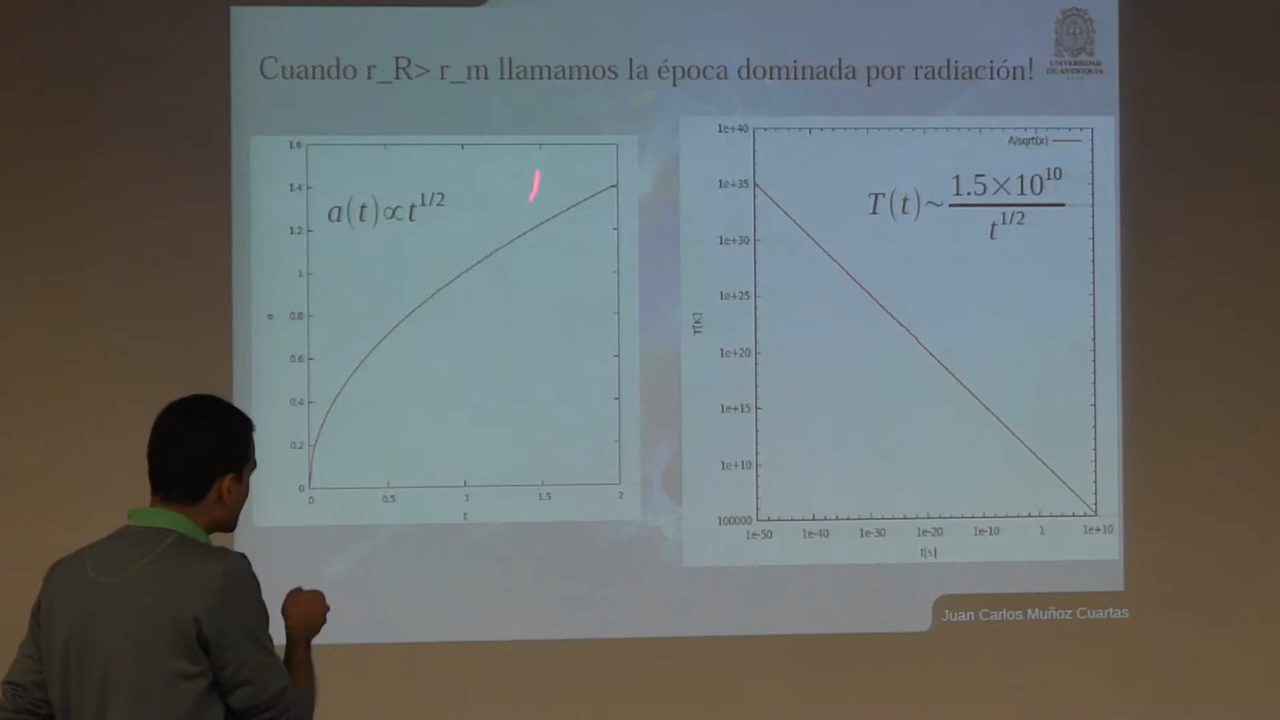 Cuando r_R> r_m llamamos la época dominada por radiación!
UNIVERSIDAD
DE ANTIOQUIA
1.6
1.4
1.2
1
0.8
0.6
0.4
0.2
0
a
a(t)∝t^1/2
0
0.5
1
1.5
2
t
1e+40
1e+35
1e+30
1e+25
1e+20
1e+15
1e+10
100000
T[K]
A/sqrt(x)
T(t)~ 1.5×10^10 / t^1/2
1e-50
1e-40
1e-30
1e-20
1e-10
1
1e+10
t[s]
Juan Carlos Muñoz Cuartas